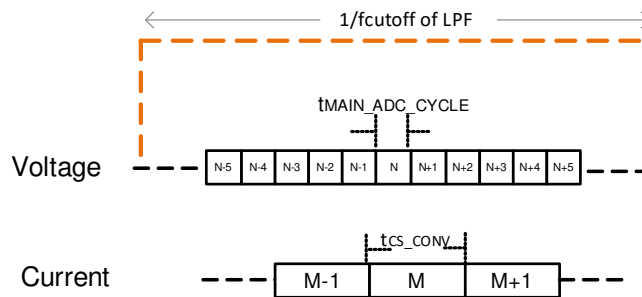 1/fcutoff of LPF
tMAIN_ADC_CYCLE
Voltage
N-5 N-4 N-3 N-2 N-1 N N+1 N+2 N+3 N+4 N+5
tCS_CONV
Current
M-1 M M+1